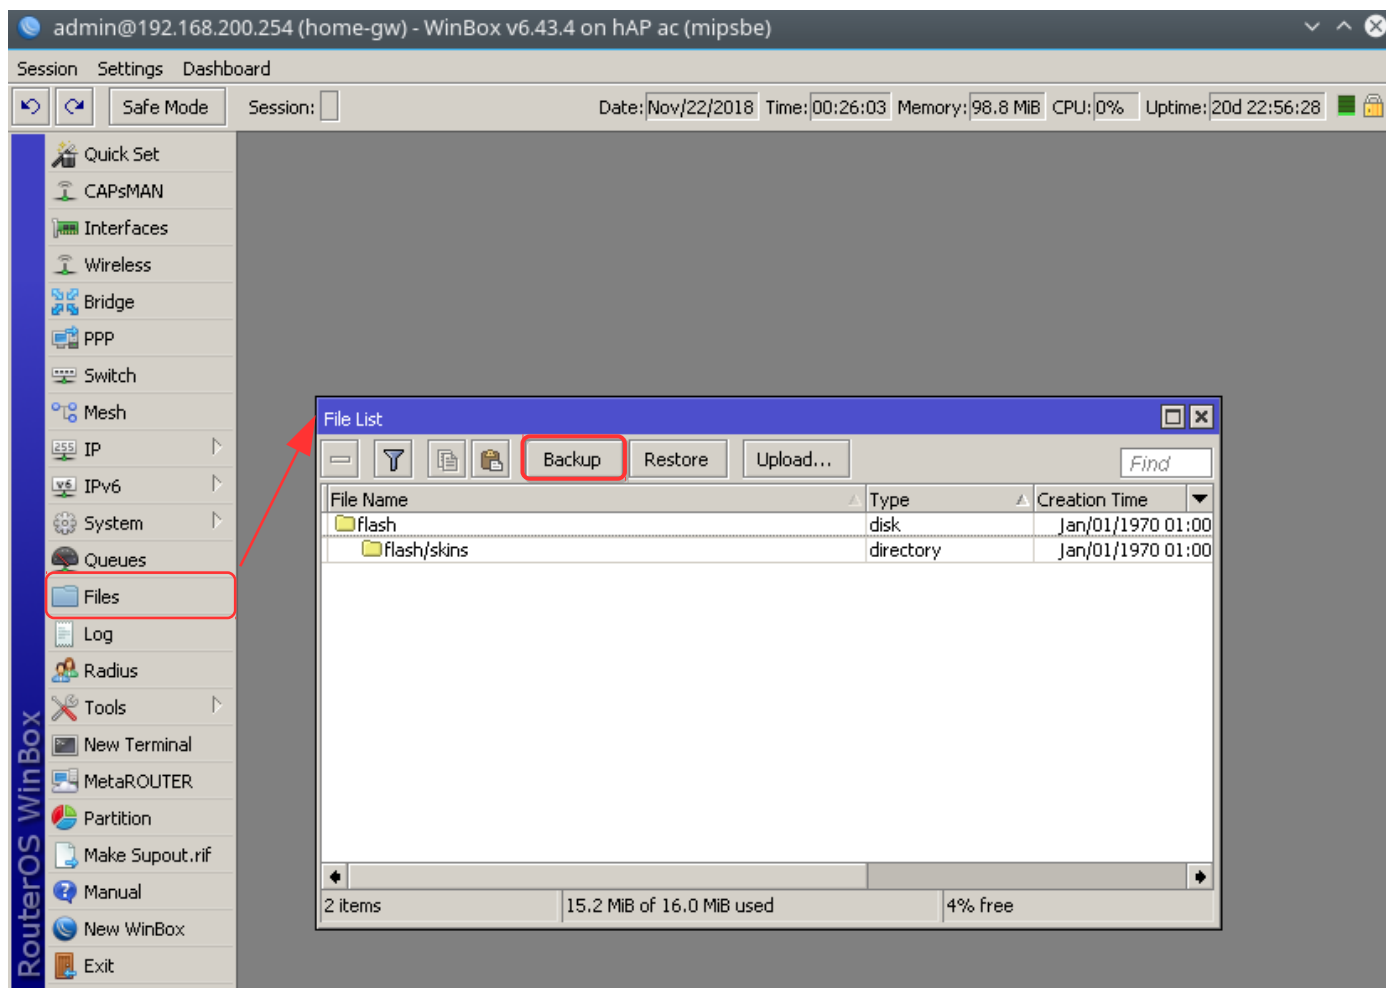 admin@192.168.200.254 (home-gw) - WinBox v6.43.4 on hAP ac (mipsbe)
Session Settings Dashboard
Safe Mode Session: Date: Nov/22/2018 Time: 00:26:03 Memory: 98.8 MiB CPU: 0% Uptime: 20d 22:56:28
Quick Set
CAPsMAN
Interfaces
Wireless
Bridge
PPP
Switch
Mesh
255 IP
v6 IPv6
System
Queues
Files
Log
Radius
Tools
New Terminal
MetaROUTER
Partition
Make Supout.rif
Manual
New WinBox
Exit
RouterOS WinBox
File List
Backup Restore Upload... Find
File Name Type Creation Time
flash disk Jan/01/1970 01:00
flash/skins directory Jan/01/1970 01:00
2 items 15.2 MiB of 16.0 MiB used 4% free